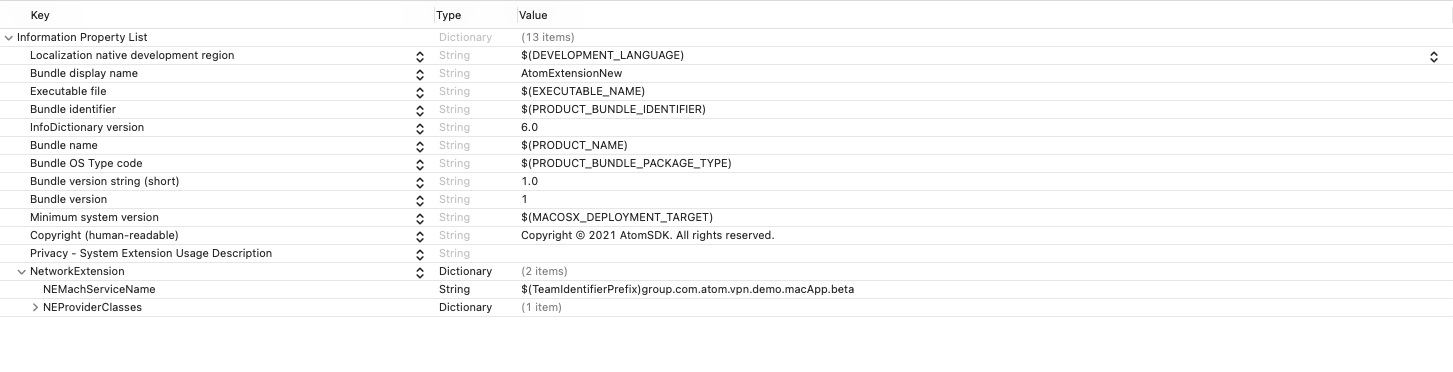 Key Type Value
Information Property List Dictionary (13 items)
Localization native development region String $(DEVELOPMENT_LANGUAGE)
Bundle display name String AtomExtensionNew
Executable file String $(EXECUTABLE_NAME)
Bundle identifier String $(PRODUCT_BUNDLE_IDENTIFIER)
InfoDictionary version String 6.0
Bundle name String $(PRODUCT_NAME)
Bundle OS Type code String $(PRODUCT_BUNDLE_PACKAGE_TYPE)
Bundle version string (short) String 1.0
Bundle version String 1
Minimum system version String $(MACOSX_DEPLOYMENT_TARGET)
Copyright (human-readable) String Copyright © 2021 AtomSDK. All rights reserved.
Privacy - System Extension Usage Description String
NetworkExtension Dictionary (2 items)
NEMachServiceName String $(TeamIdentifierPrefix)group.com.atom.vpn.demo.macApp.beta
NEProviderClasses Dictionary (1 item)